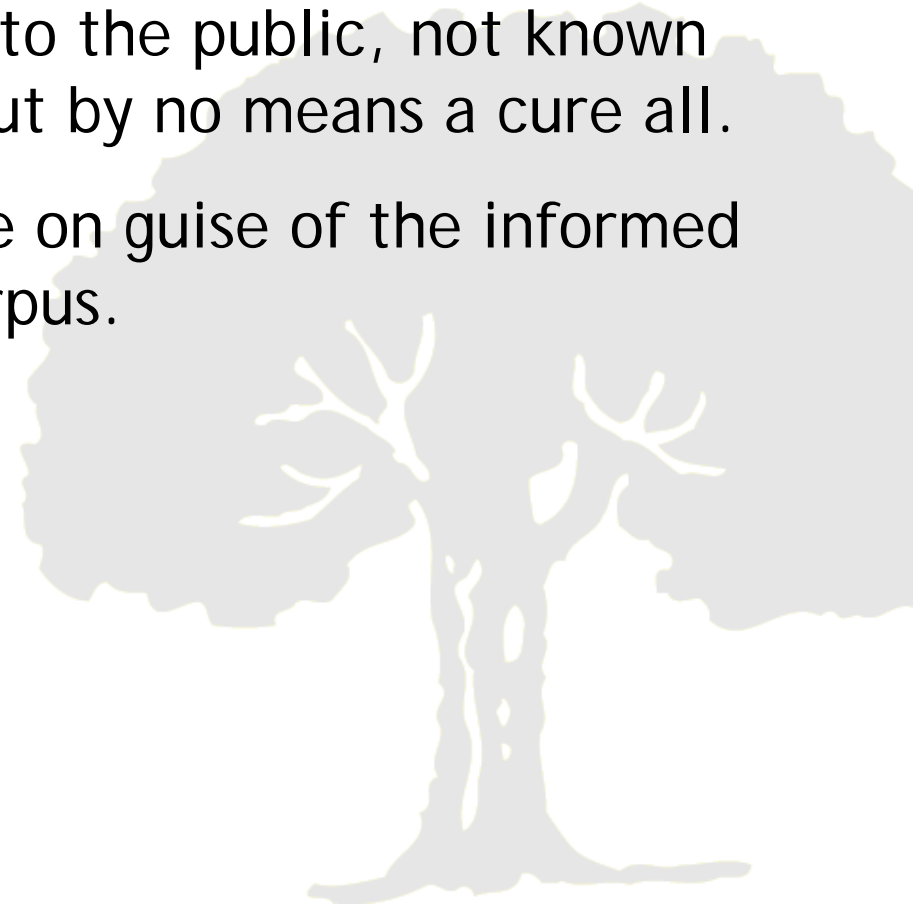 to the public, not known
ut by no means a cure all.
e on guise of the informed
rpus.